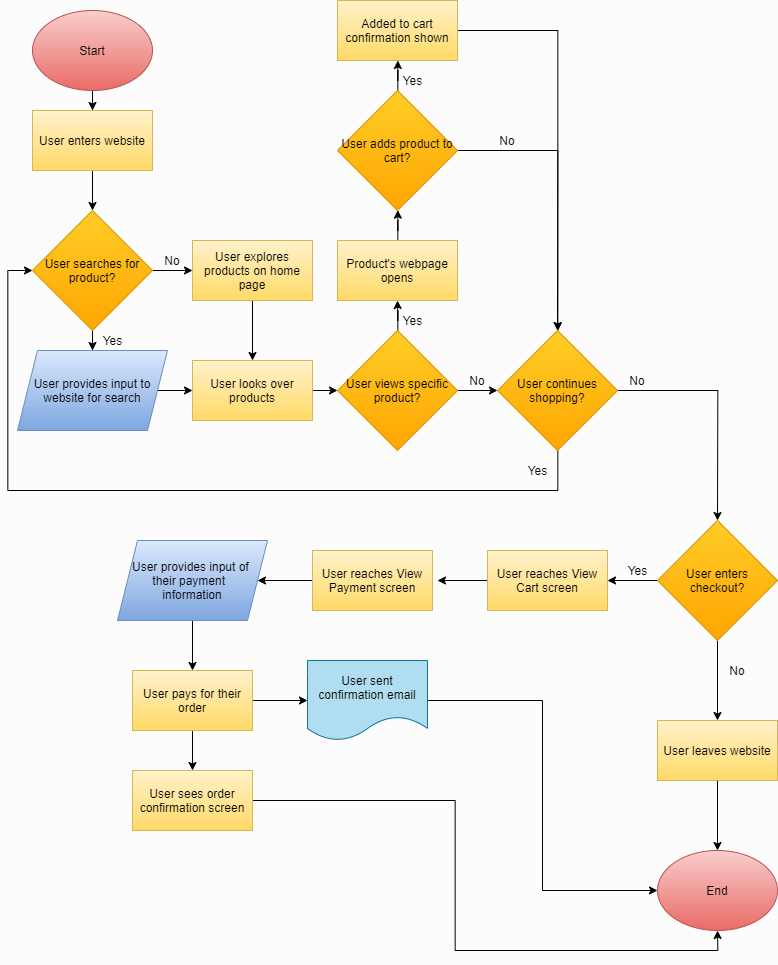 Start
User enters website
User searches for
product?
No
Yes
User explores
products on home
page
User provides input to
website for search
User looks over
products
User views specific
product?
Yes
No
Product's webpage
opens
User adds product to
cart?
Yes
No
Added to cart
confirmation shown
User continues
shopping?
No
Yes
User enters
checkout?
Yes
No
User reaches View
Cart screen
User reaches View
Payment screen
User provides input of
their payment
information
User pays for their
order
User sent
confirmation email
User sees order
confirmation screen
User leaves website
End